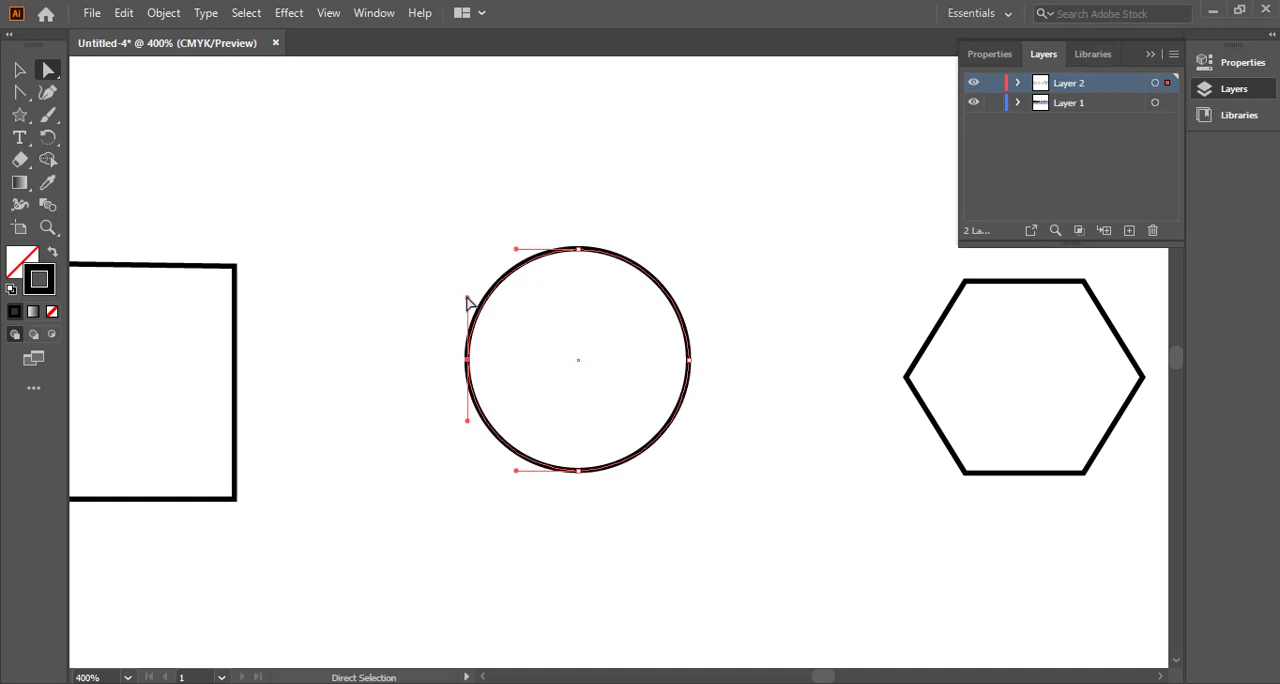 Ai File Edit Object Type Select Effect View Window Help Essentials Search Adobe Stock
Untitled-4* @ 400% (CMYK/Preview)
Properties Layers Libraries
Layer 2
Layer 1
2 La...
Properties
Layers
Libraries
T
400% 1 Direct Selection